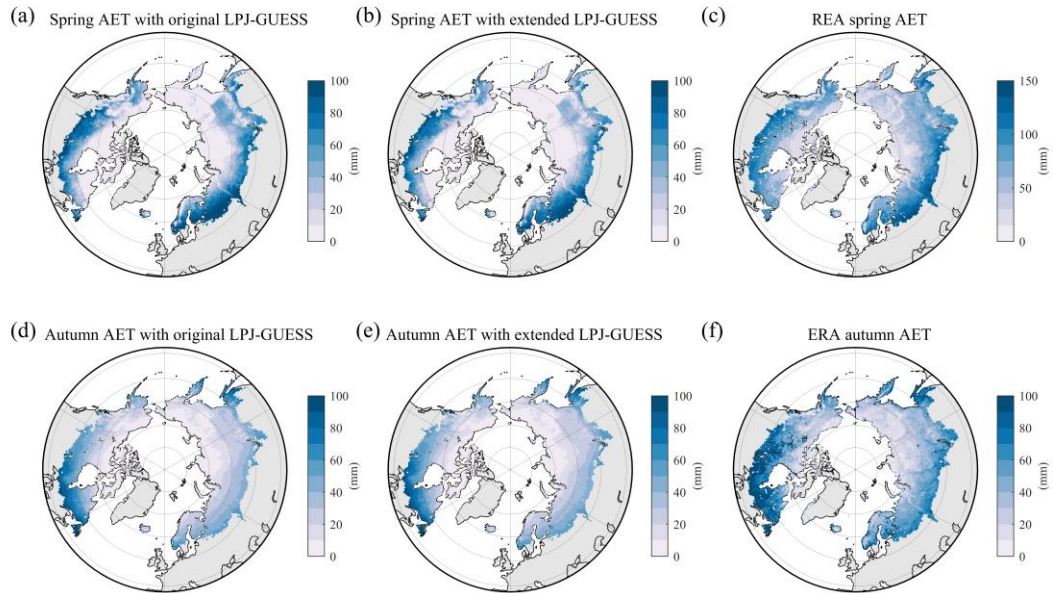 (a) Spring AET with original LPJ-GUESS
100
80
60
40
20
0
(mm)
(b) Spring AET with extended LPJ-GUESS
100
80
60
40
20
0
(mm)
(c) REA spring AET
150
100
50
0
(mm)
(d) Autumn AET with original LPJ-GUESS
100
80
60
40
20
0
(mm)
(e) Autumn AET with extended LPJ-GUESS
100
80
60
40
20
0
(mm)
(f) ERA autumn AET
100
80
60
40
20
0
(mm)